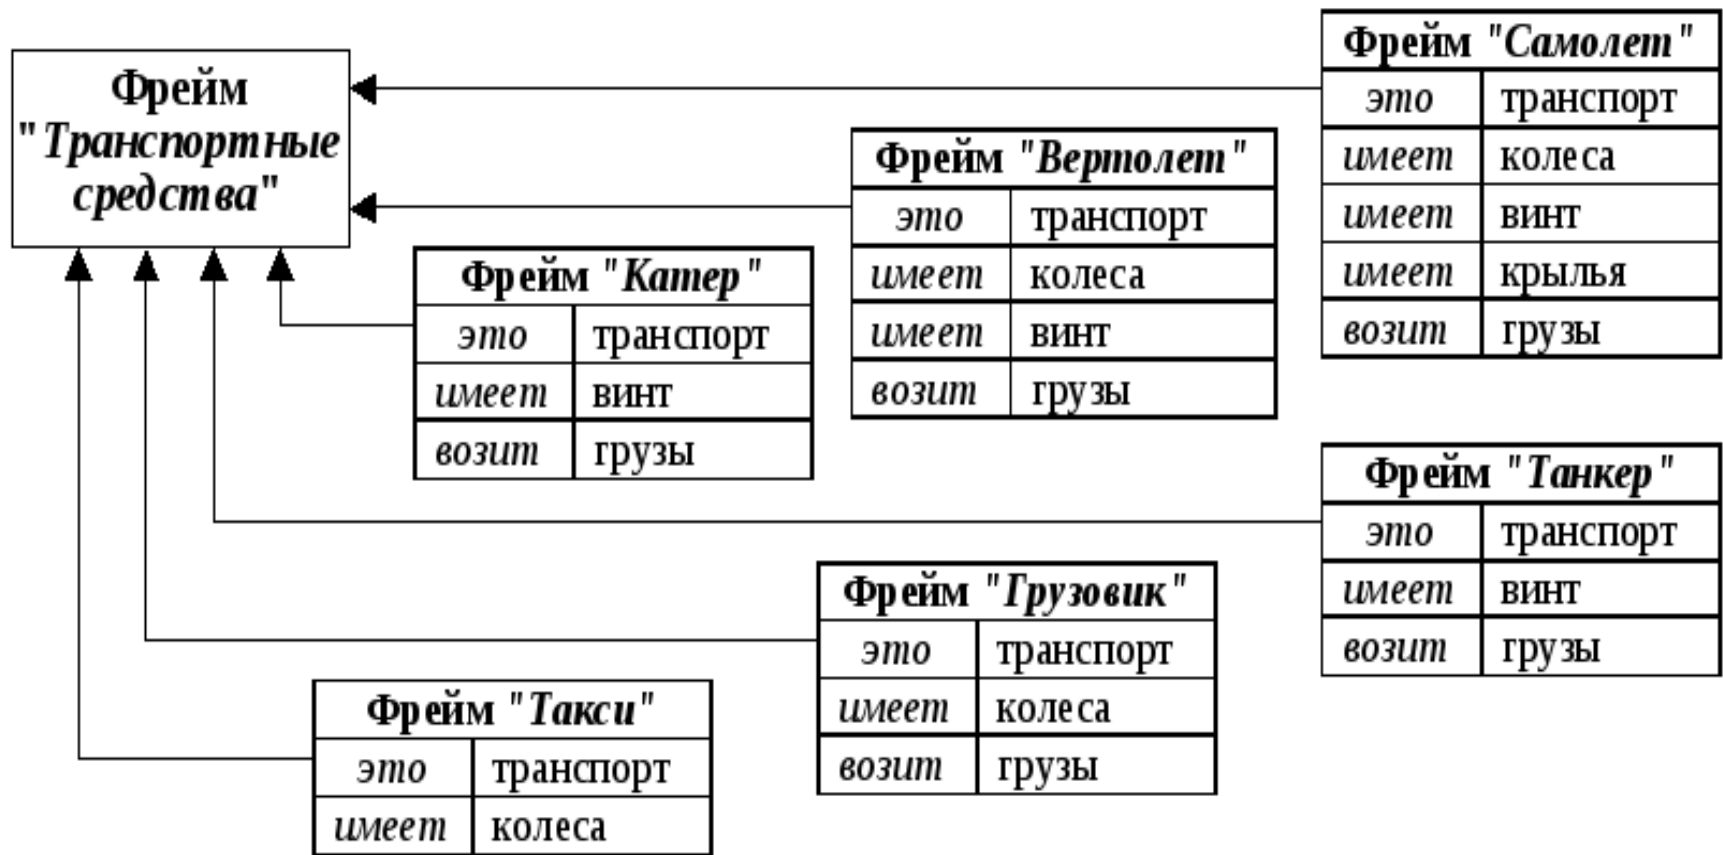 Фрейм
"Транспортные
средства"
Фрейм "Самолет"
это транспорт
имеет колеса
имеет винт
имеет крылья
возит грузы
Фрейм "Вертолет"
это транспорт
имеет колеса
имеет винт
возит грузы
Фрейм "Катер"
это транспорт
имеет винт
возит грузы
Фрейм "Танкер"
это транспорт
имеет винт
возит грузы
Фрейм "Грузовик"
это транспорт
имеет колеса
возит грузы
Фрейм "Такси"
это транспорт
имеет колеса